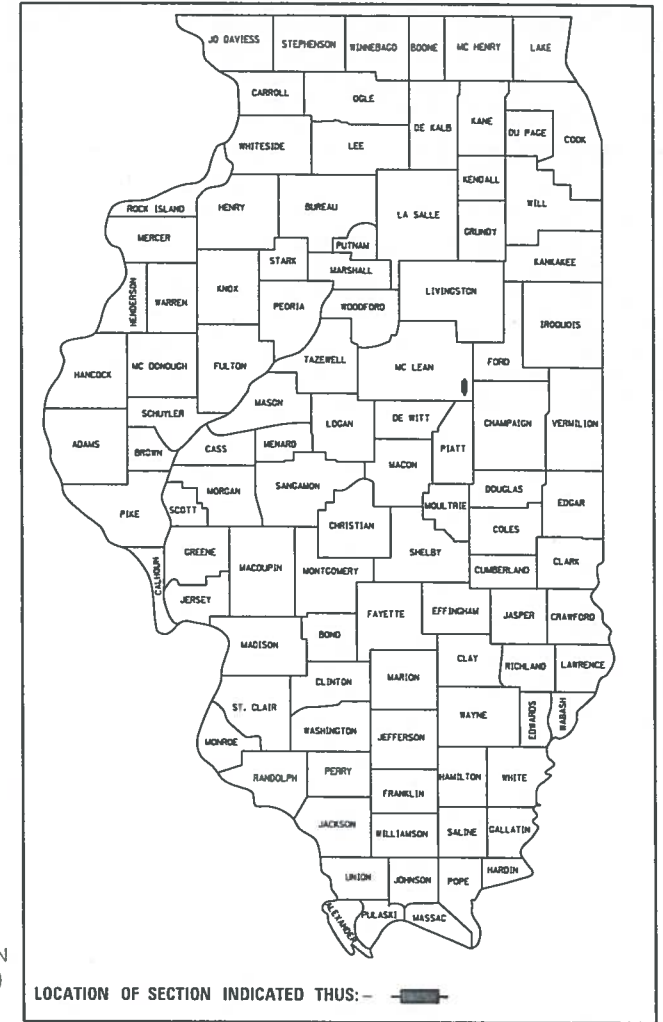 JO DAVIESS STEPHENSON WINNEBAGO BOONE MC HENRY LAKE
CARROLL OGLE DE KALB KANE DU PAGE COOK
WHITESIDE LEE
KENDALL
ROCK ISLAND HENRY BUREAU LA SALLE WILL
MERCER PUTNAM GRUNDY
STARK MARSHALL KANKAKEE
HENDERSON WARREN KNOX PEORIA WOODFORD LIVINGSTON
IROQUOIS
HANCOCK MC DONOUGH FULTON TAZEWELL MC LEAN FORD
SCHUYLER MASON LOGAN DE WITT CHAMPAIGN VERMILION
ADAMS BROWN CASS MENARD MACON PIATT
PIKE SCOTT MORGAN SANGAMON MOULTRIE DOUGLAS EDGAR
CHRISTIAN COLES
CALHOUN GREENE MACOUPIN MONTGOMERY SHELBY CUMBERLAND CLARK
JERSEY FAYETTE EFFINGHAM JASPER CRAWFORD
MADISON BOND
CLINTON MARION CLAY RICHLAND LAWRENCE
ST. CLAIR WAYNE EDWARDS WABASH
MONROE WASHINGTON JEFFERSON
RANDOLPH PERRY HAMILTON WHITE
FRANKLIN
JACKSON WILLIAMSON SALINE GALLATIN
UNION JOHNSON POPE HARDIN
ALEXANDER PULASKI MASSAC
LOCATION OF SECTION INDICATED THUS:-